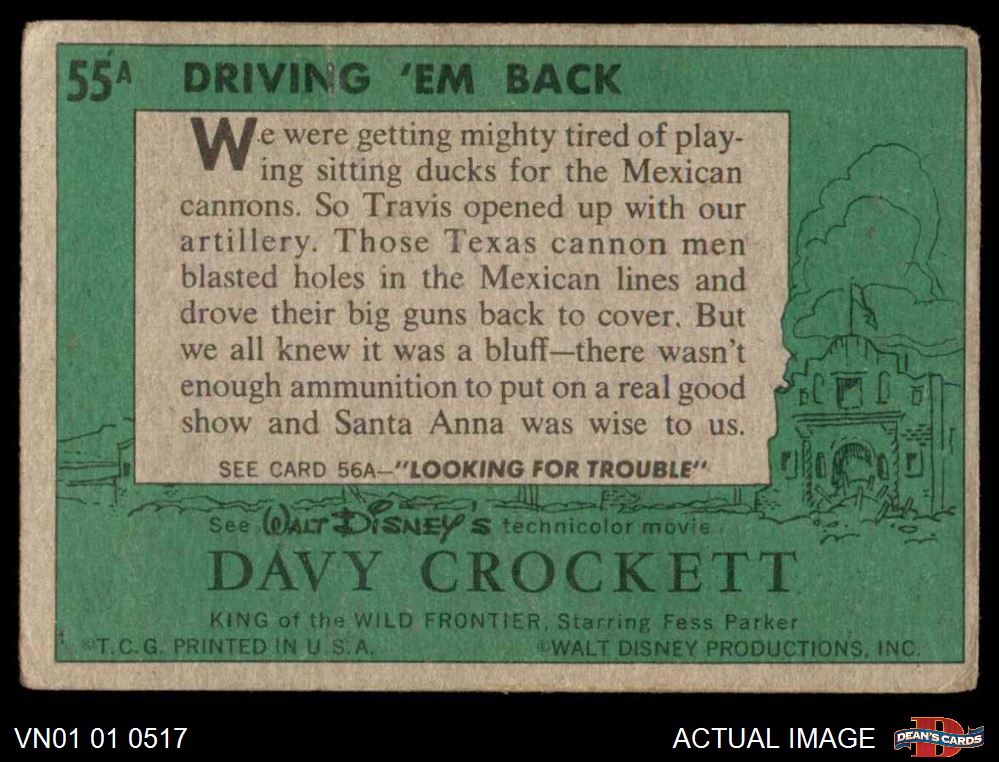 55A DRIVING 'EM BACK
We were getting mighty tired of play-
ing sitting ducks for the Mexican
cannons. So Travis opened up with our
artillery. Those Texas cannon men
blasted holes in the Mexican lines and
drove their big guns back to cover. But
we all knew it was a bluff—there wasn't
enough ammunition to put on a real good
show and Santa Anna was wise to us.
SEE CARD 56A—"LOOKING FOR TROUBLE"
See WALT DISNEY'S technicolor movie
DAVY CROCKETT
KING of the WILD FRONTIER, Starring Fess Parker
©T.C.G. PRINTED IN U.S.A. ©WALT DISNEY PRODUCTIONS, INC.
VN01 01 0517 ACTUAL IMAGE DEAN'S CARDS